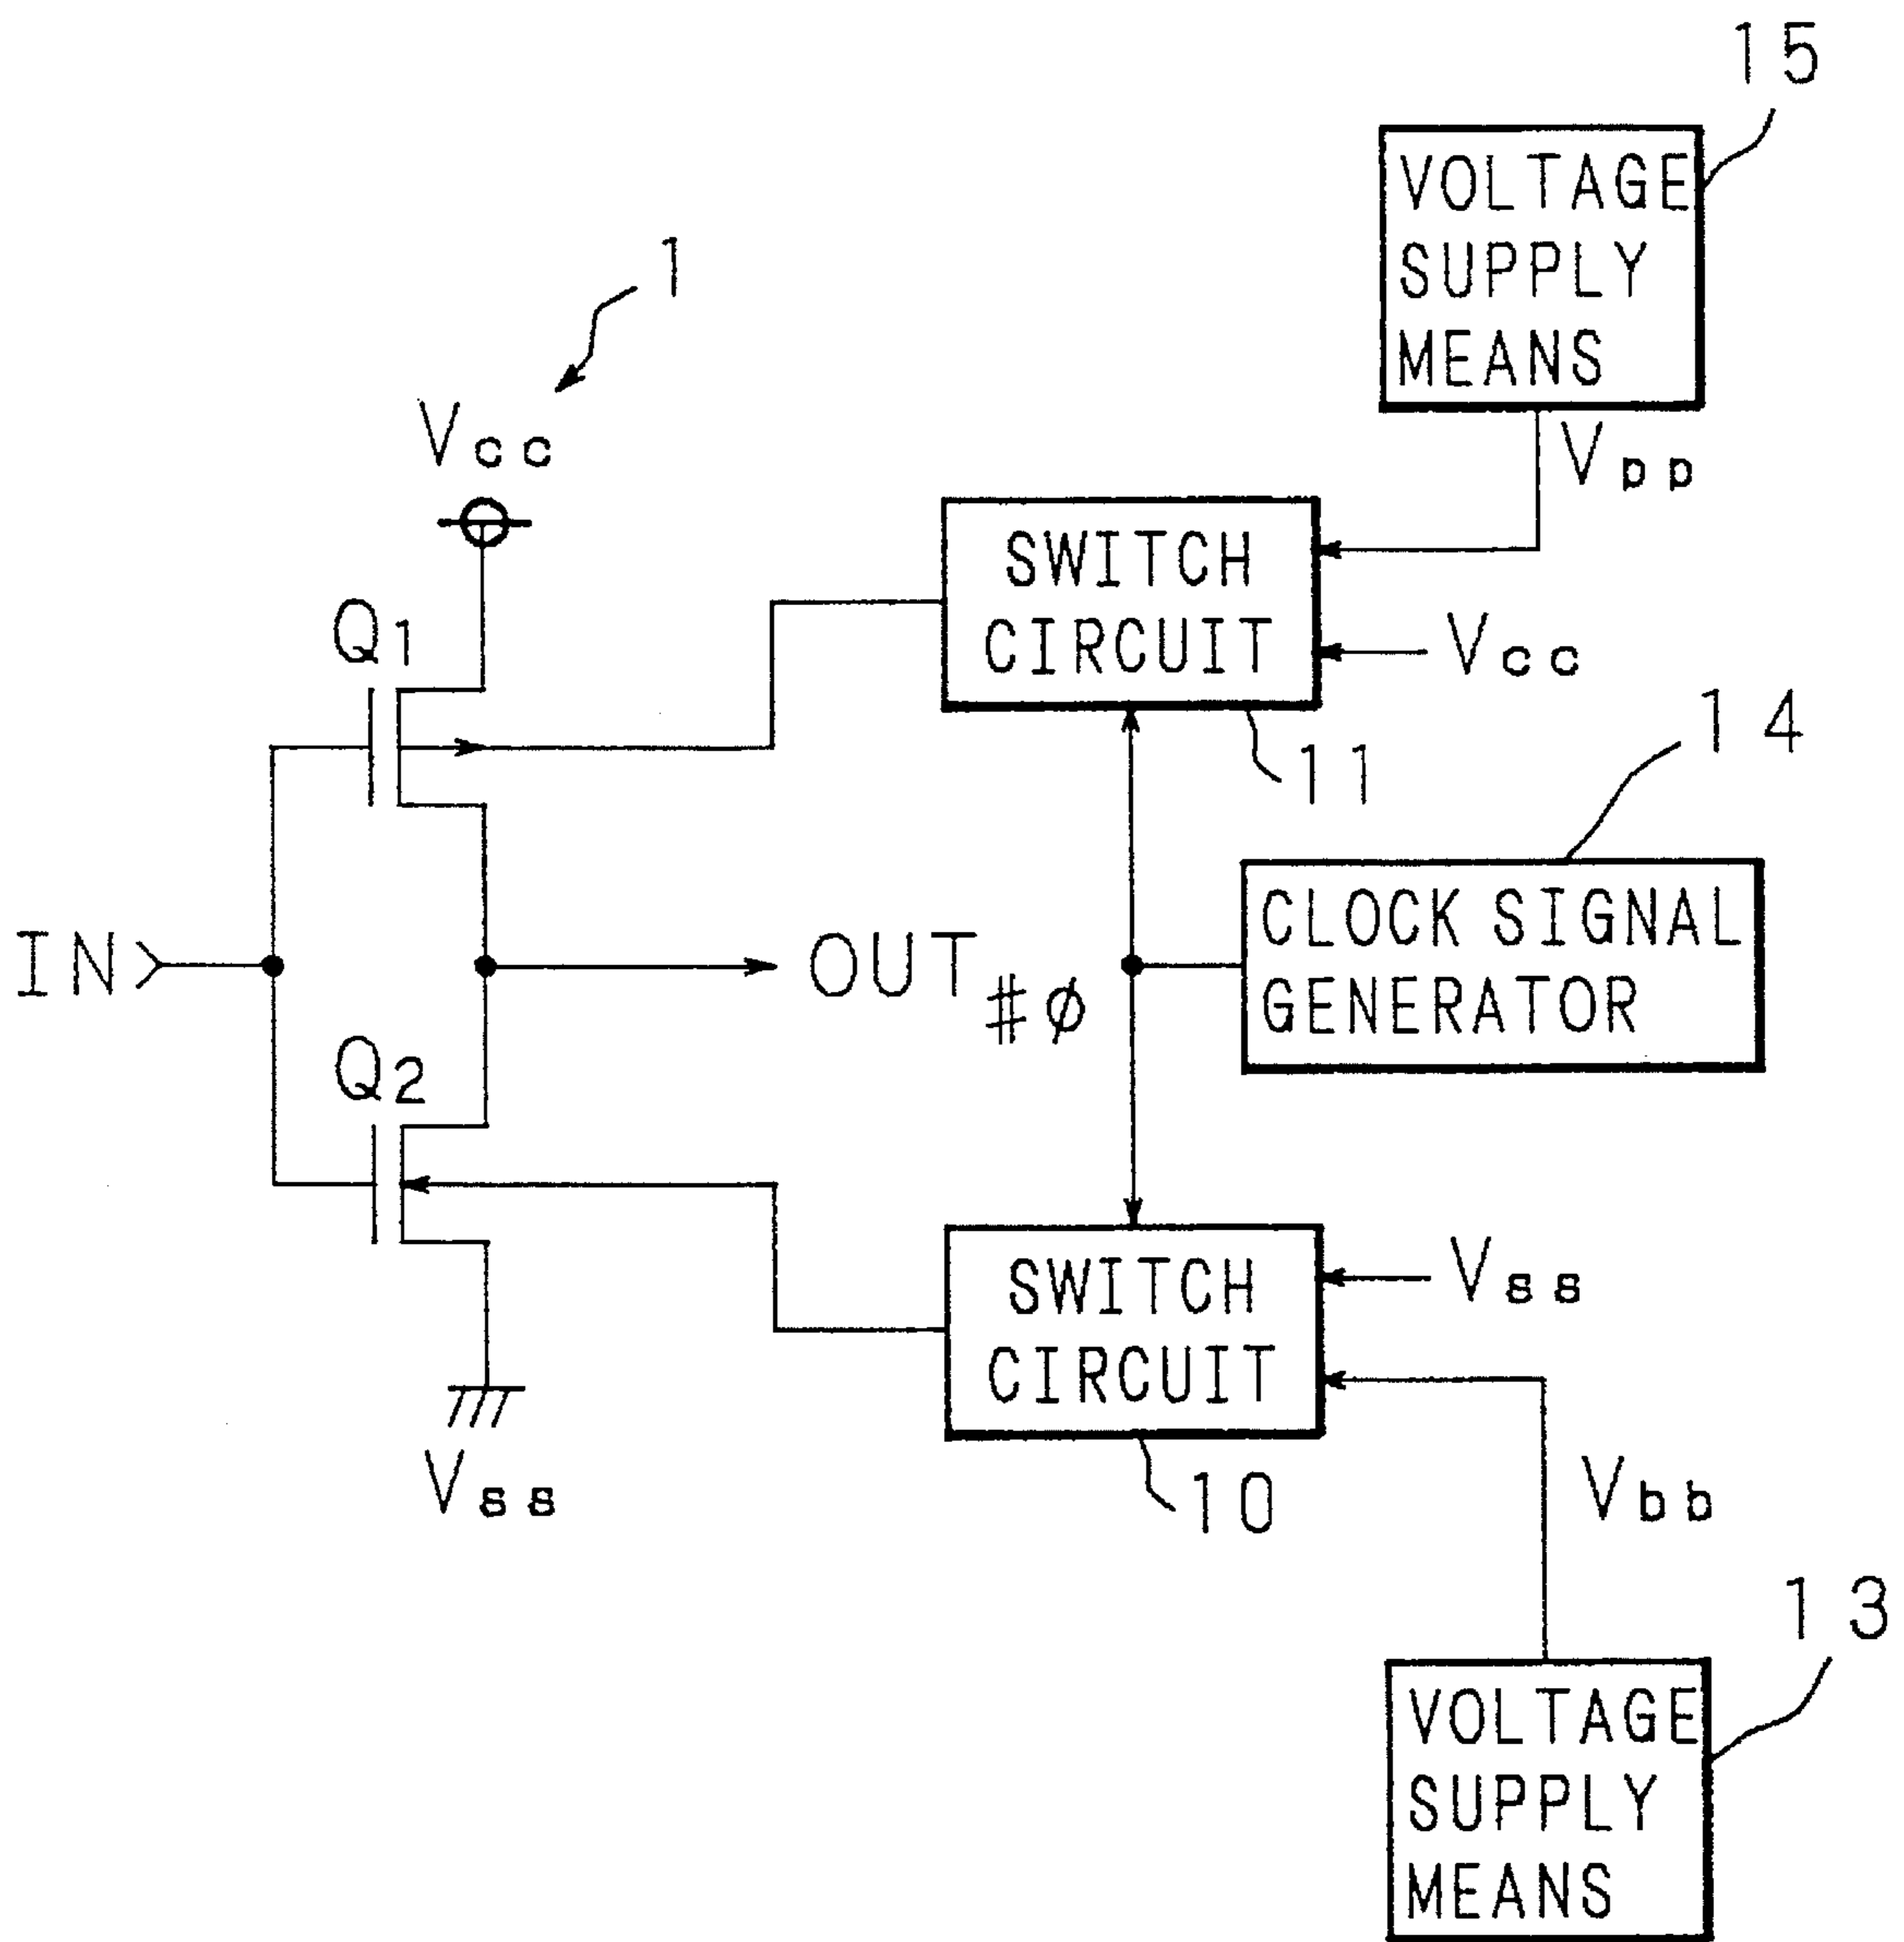 15
VOLTAGE
SUPPLY
MEANS
1
Vcc
Vpp
SWITCH
CIRCUIT
Q1
Vcc
14
11
CLOCK SIGNAL
GENERATOR
IN
OUT
#φ
Q2
SWITCH
CIRCUIT
Vss
Vss
10
Vbb
13
VOLTAGE
SUPPLY
MEANS